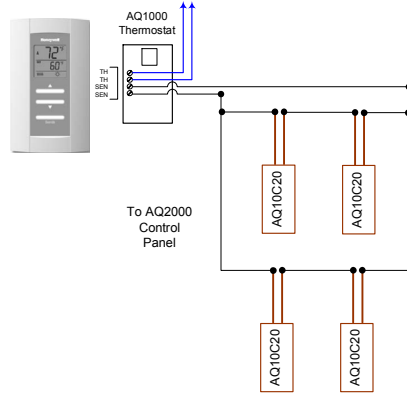 AQ1000
Thermostat
Honeywell
72°
60°
TH
TH
SEN
SEN
To AQ2000
Control
Panel
AQ10C20
AQ10C20
AQ10C20
AQ10C20